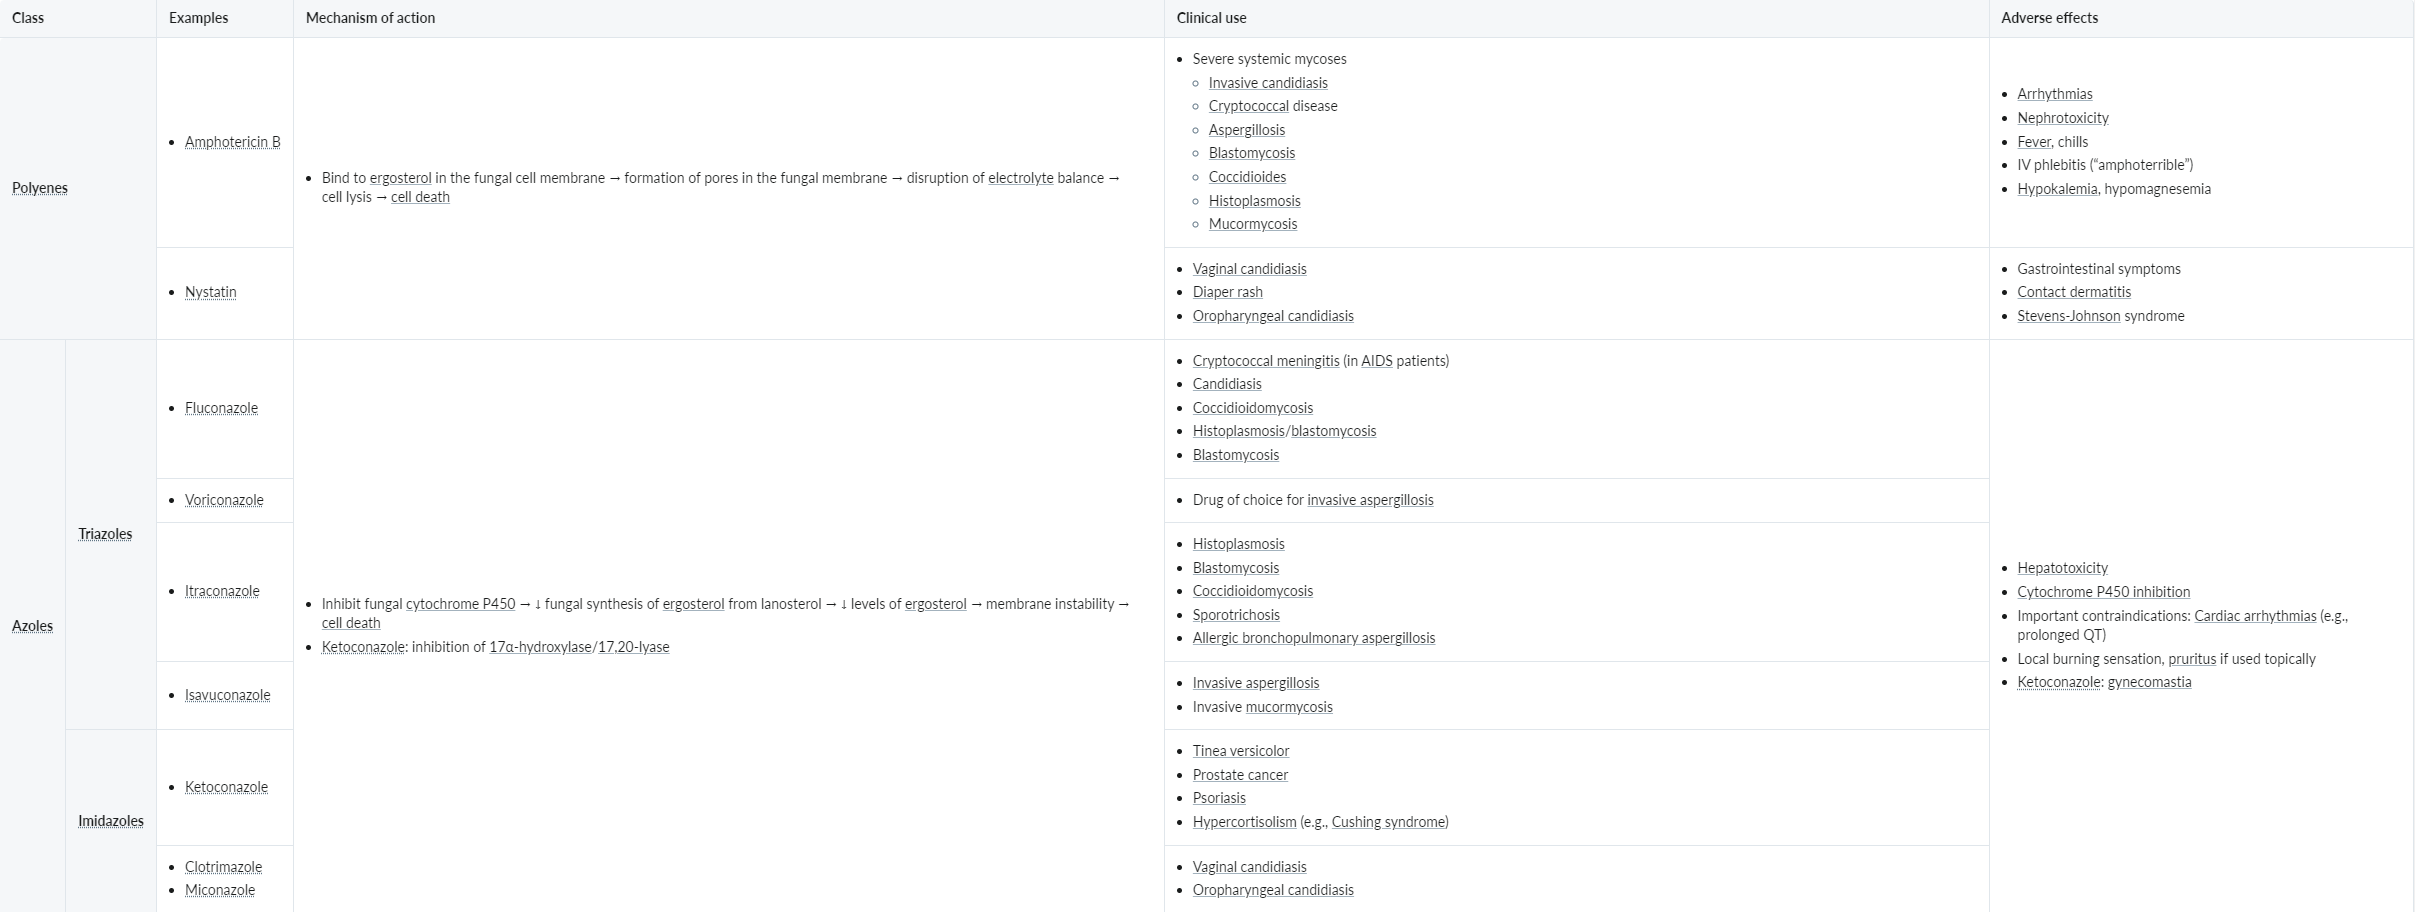 Class
Examples
Mechanism of action
Clinical use
Adverse effects
Polyenes
Amphotericin B
Bind to ergosterol in the fungal cell membrane → formation of pores in the fungal membrane → disruption of electrolyte balance →
cell lysis → cell death
Severe systemic mycoses
Invasive candidiasis
Cryptococcal disease
Aspergillosis
Blastomycosis
Coccidioides
Histoplasmosis
Mucormycosis
Arrhythmias
Nephrotoxicity
Fever, chills
IV phlebitis (“amphoterrible”)
Hypokalemia, hypomagnesemia
Nystatin
Vaginal candidiasis
Diaper rash
Oropharyngeal candidiasis
Gastrointestinal symptoms
Contact dermatitis
Stevens-Johnson syndrome
Azoles
Triazoles
Fluconazole
Inhibit fungal cytochrome P450 → ↓ fungal synthesis of ergosterol from lanosterol → ↓ levels of ergosterol → membrane instability →
cell death
Ketoconazole: inhibition of 17α-hydroxylase/17,20-lyase
Cryptococcal meningitis (in AIDS patients)
Candidiasis
Coccidioidomycosis
Histoplasmosis/blastomycosis
Blastomycosis
Hepatotoxicity
Cytochrome P450 inhibition
Important contraindications: Cardiac arrhythmias (e.g.,
prolonged QT)
Local burning sensation, pruritus if used topically
Ketoconazole: gynecomastia
Voriconazole
Drug of choice for invasive aspergillosis
Itraconazole
Histoplasmosis
Blastomycosis
Coccidioidomycosis
Sporotrichosis
Allergic bronchopulmonary aspergillosis
Isavuconazole
Invasive aspergillosis
Invasive mucormycosis
Imidazoles
Ketoconazole
Tinea versicolor
Prostate cancer
Psoriasis
Hypercortisolism (e.g., Cushing syndrome)
Clotrimazole
Miconazole
Vaginal candidiasis
Oropharyngeal candidiasis